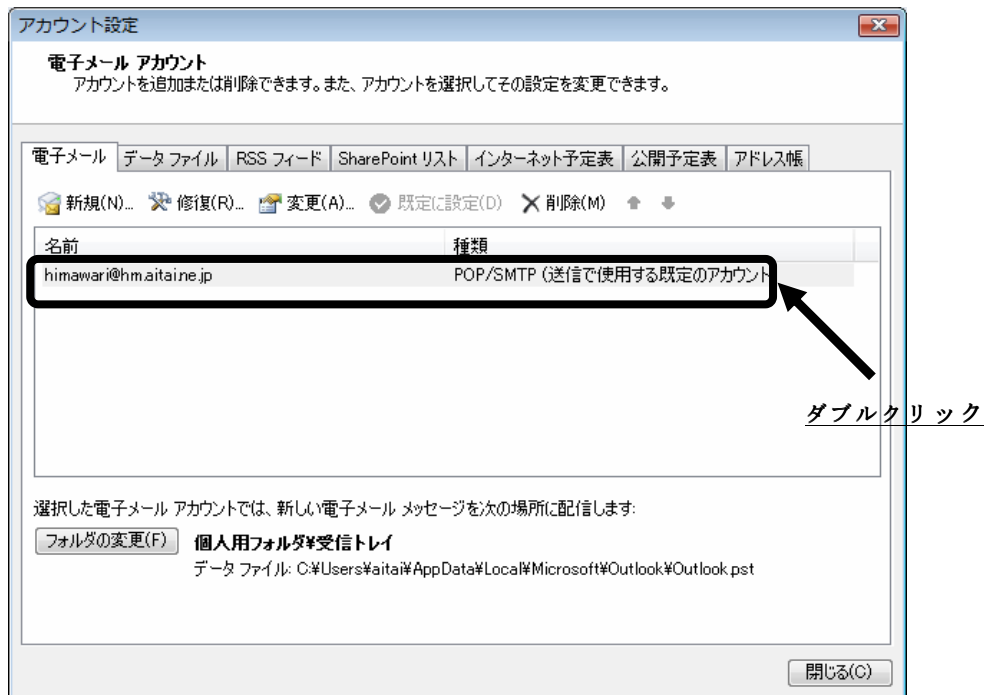 アカウント設定
電子メール アカウント
アカウントを追加または削除できます。また、アカウントを選択してその設定を変更できます。
電子メール データ ファイル RSS フィード SharePoint リスト インターネット予定表 公開予定表 アドレス帳
新規(N)... 修復(R)... 変更(A)... 既定に設定(D) 削除(M)
名前 種類
himawari@hm.aitai.ne.jp POP/SMTP (送信で使用する既定のアカウント
ダブルクリック
選択した電子メール アカウントでは、新しい電子メール メッセージを次の場所に配信します:
フォルダの変更(F) 個人用フォルダ¥受信トレイ
データ ファイル: C:¥Users¥aitai¥AppData¥Local¥Microsoft¥Outlook¥Outlook.pst
閉じる(C)